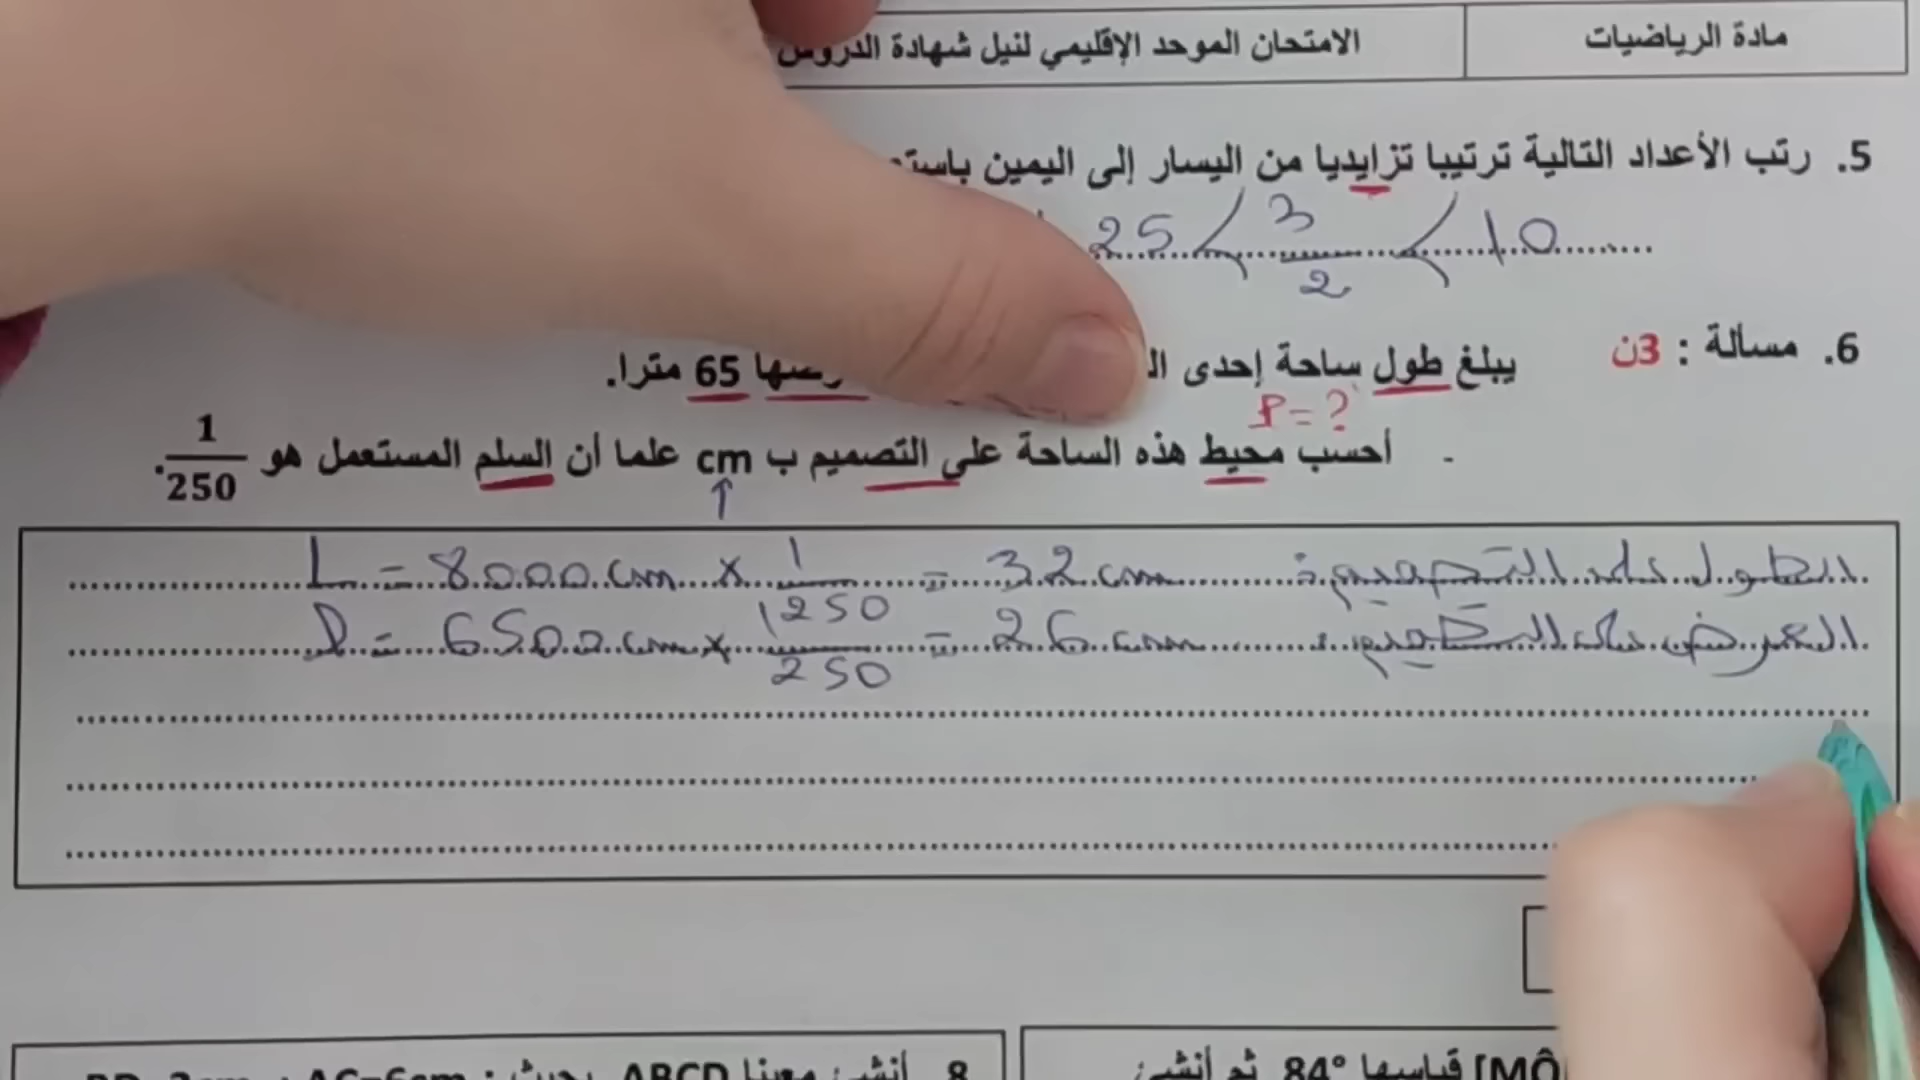 مادة الرياضيات
الامتحان الموحد الإقليمي لنيل شهادة الدروس
5. رتب الأعداد التالية ترتيبا تزايديا من اليسار إلى اليمين
25 < 3/2 < 10
6. مسألة : 3ن يبلغ طول ساحة إحدى 65 مترا.
P = ?
- أحسب محيط هذه الساحة على التصميم ب cm علما أن السلم المستعمل هو 1/250.
الطول على التصميم: L = 8000 cm × 1/250 = 32 cm
العرض على التصميم: l = 6500 cm × 1/250 = 26 cm
قياسها 84° ثم أنشئ
8. أنشئ معينا ABCD بحيث :